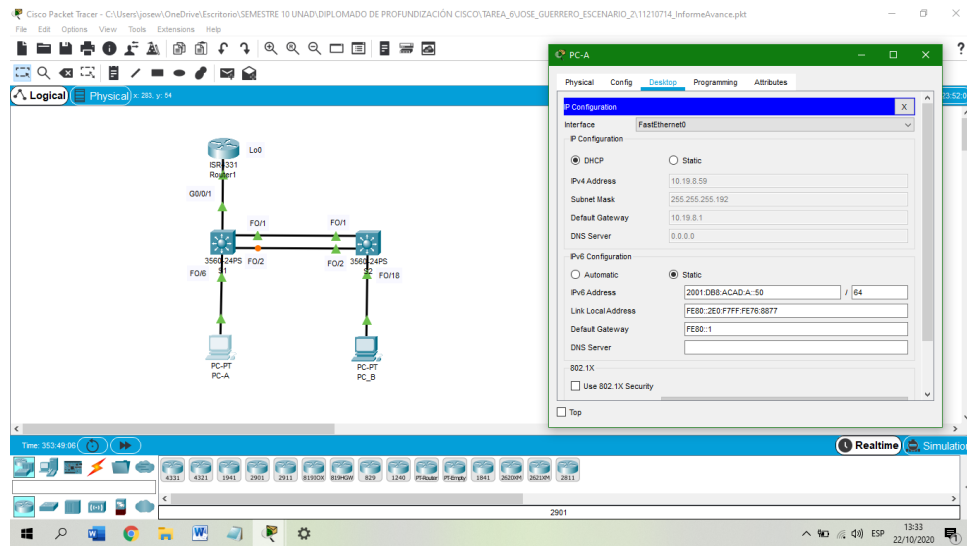 Cisco Packet Tracer - C:\Users\josew\OneDrive\Escritorio\SEMESTRE 10 UNAD\DIPLOMADO DE PROFUNDIZACIÓN CISCO\TAREA_6\JOSE_GUERRERO_ESCENARIO_2\11210714_InformeAvance.pkt
File Edit Options View Tools Extensions Help
?
Logical Physical x: 283, y: 54
23:52:0
Lo0
ISR4331
Router1
G0/0/1
FO/1 FO/1
3560-24PS FO/2 FO/2 3560-24PS
S1 S2
FO/6 FO/18
PC-PT
PC-A
PC-PT
PC_B
PC-A
Physical Config Desktop Programming Attributes
IP Configuration X
Interface FastEthernet0
IP Configuration
DHCP Static
IPv4 Address 10.19.8.59
Subnet Mask 255.255.255.192
Default Gateway 10.19.8.1
DNS Server 0.0.0.0
IPv6 Configuration
Automatic Static
IPv6 Address 2001:DB8:ACAD:A::50 / 64
Link Local Address FE80::2E0:F7FF:FE76:8877
Default Gateway FE80::1
DNS Server
802.1X
Use 802.1X Security
Top
Time: 353:49:06
Realtime Simulation
4331 4321 1941 2901 2911 819IOX 819HGW 829 1240 PT-Router PT-Empty 1841 2620XM 2621XM 2811
2901
ESP
13:33
22/10/2020